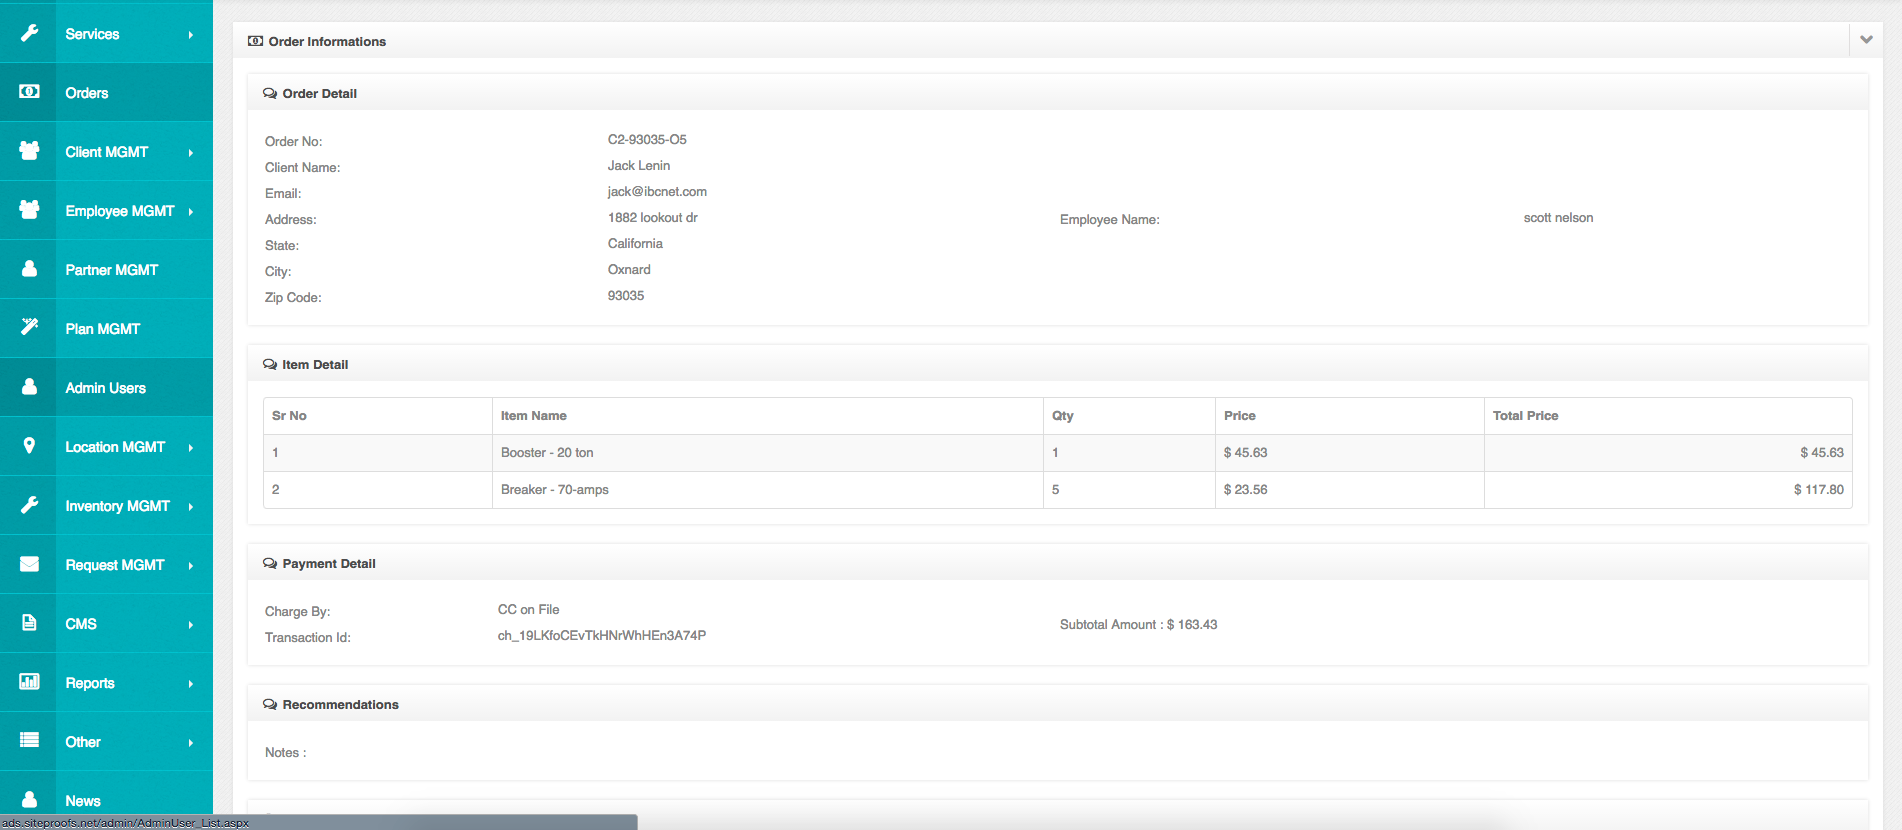 Services
Orders
Client MGMT
Employee MGMT
Partner MGMT
Plan MGMT
Admin Users
Location MGMT
Inventory MGMT
Request MGMT
CMS
Reports
Other
News
ads.siteproofs.net/admin/AdminUser_List.aspx
Order Informations
Order Detail
Order No: C2-93035-O5
Client Name: Jack Lenin
Email: jack@ibcnet.com
Address: 1882 lookout dr Employee Name: scott nelson
State: California
City: Oxnard
Zip Code: 93035
Item Detail
Sr No Item Name Qty Price Total Price
1 Booster - 20 ton 1 $ 45.63 $ 45.63
2 Breaker - 70-amps 5 $ 23.56 $ 117.80
Payment Detail
Charge By: CC on File
Subtotal Amount : $ 163.43
Transaction Id: ch_19LKfoCEvTkHNrWhHEn3A74P
Recommendations
Notes :